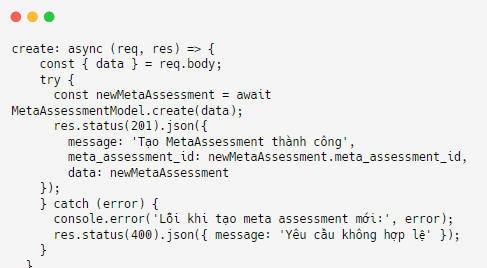 create: async (req, res) => {
    const { data } = req.body;
    try {
      const newMetaAssessment = await
MetaAssessmentModel.create(data);
      res.status(201).json({
        message: 'Tạo MetaAssessment thành công',
        meta_assessment_id: newMetaAssessment.meta_assessment_id,
        data: newMetaAssessment
    });
    } catch (error) {
      console.error('Lỗi khi tạo meta assessment mới:', error);
      res.status(400).json({ message: 'Yêu cầu không hợp lệ' });
    }
  }